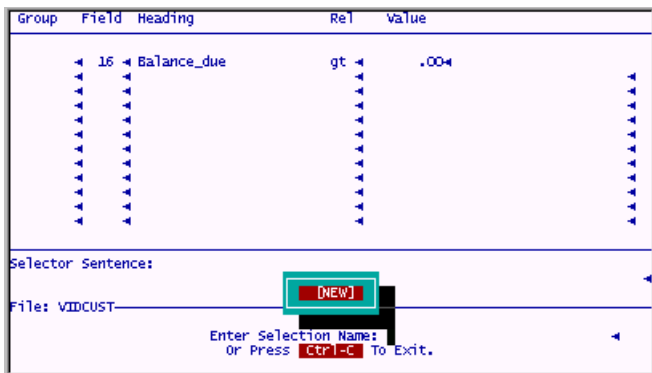 Group Field Heading Rel Value
16 Balance_due gt .00
Selector Sentence:
[NEW]
File: VIDCUST
Enter Selection Name:
Or Press Ctrl-C To Exit.